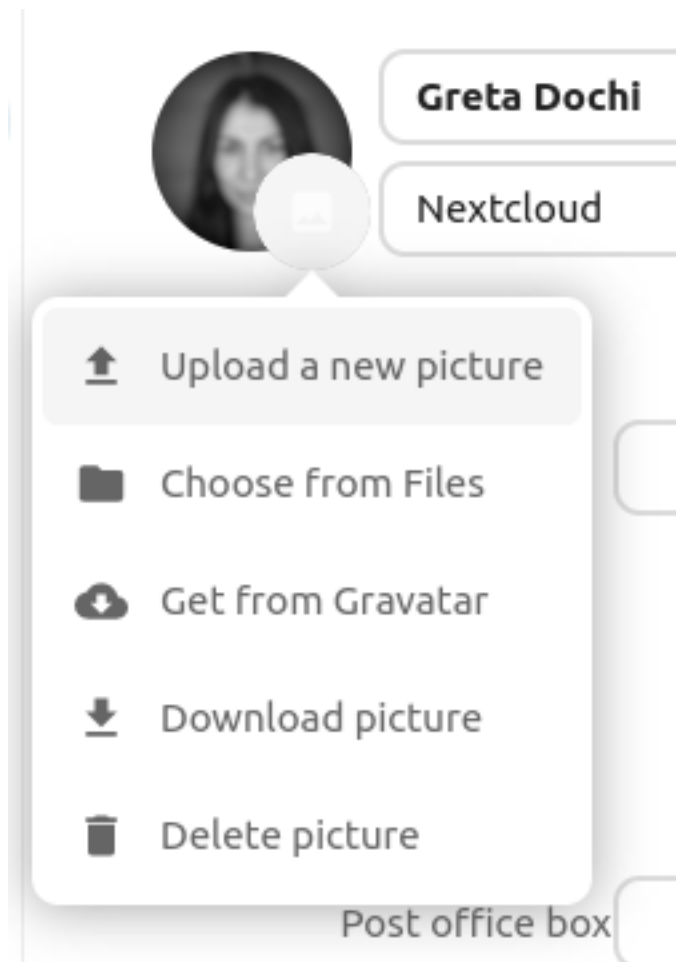 Greta Dochi
Nextcloud
Upload a new picture
Choose from Files
Get from Gravatar
Download picture
Delete picture
Post office box